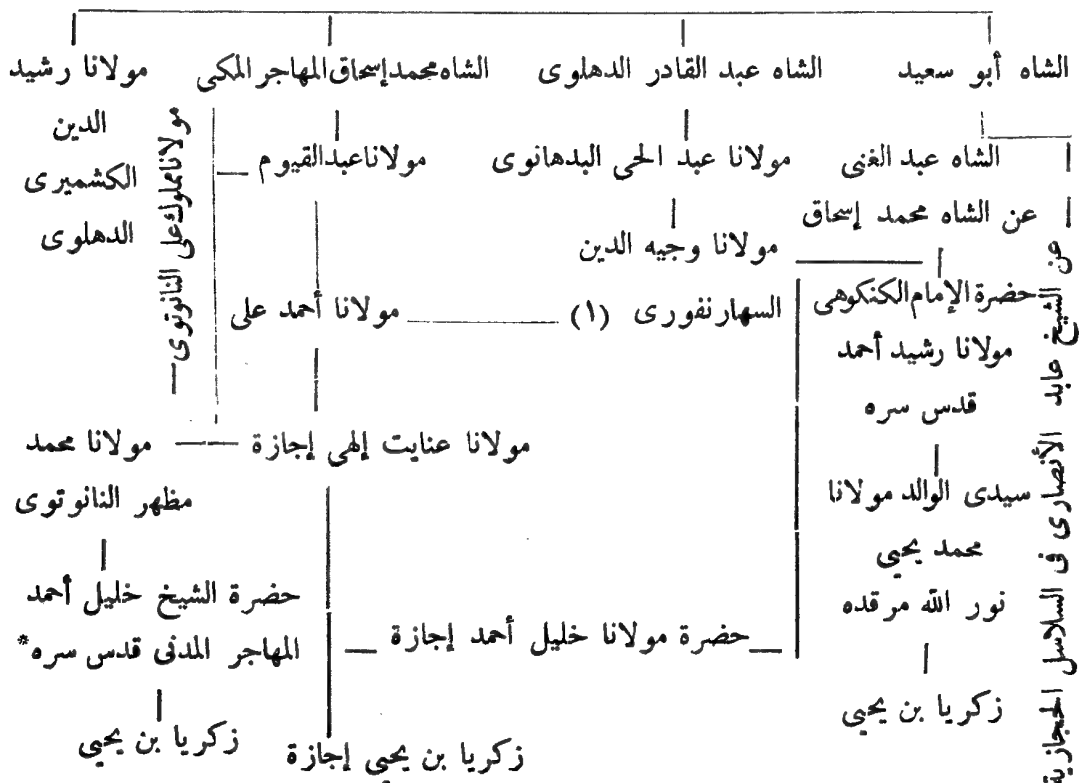 الشاه أبو سعيد الشاه عبد القادر الدهلوى الشاه محمد إسحاق المهاجر المكى مولانا رشيد
الدين
الكشميرى
الدهلوى
الشاه عبد الغنى مولانا عبد الحى البدهانوى مولانا عبد القيوم
عن الشاه محمد إسحاق
مولانا مملوك على النانوتوى
عن الشيخ عابد الأنصارى فى السلاسل الحجازية
مولانا وجيه الدين
السهارنفورى (١) مولانا أحمد على
حضرة الإمام الكنكوهى
مولانا رشيد أحمد
قدس سره
مولانا عنايت إلهى إجازة مولانا محمد
مظهر النانوتوى
سيدى الوالد مولانا
محمد يحيى
نور الله مرقده
حضرة الشيخ خليل أحمد
المهاجر المدنى قدس سره*
حضرة مولانا خليل أحمد إجازة
زكريا بن يحيى
زكريا بن يحيى إجازة
زكريا بن يحيى